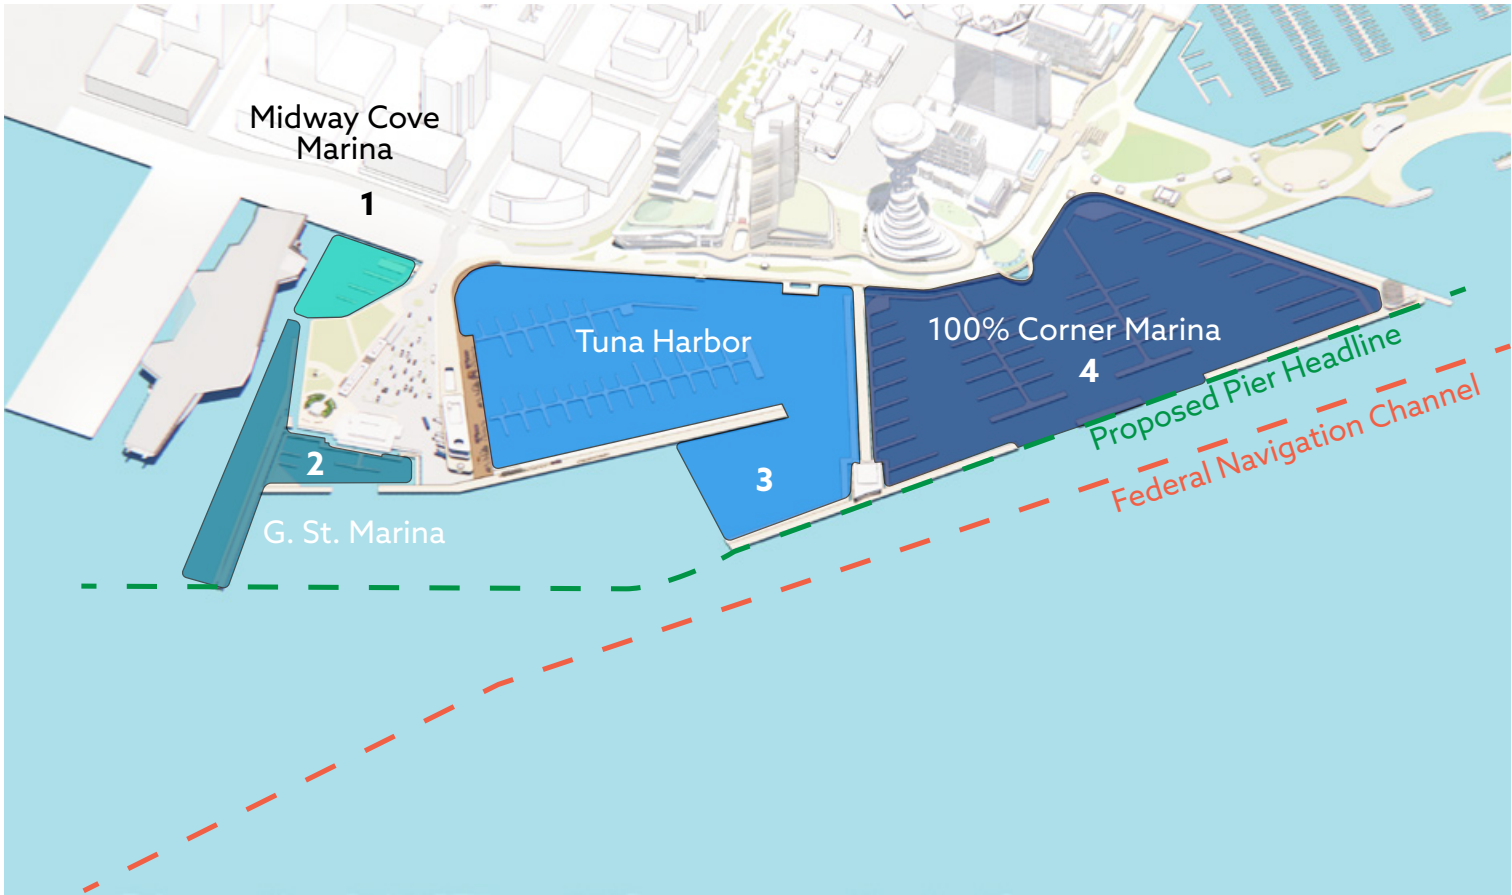 Midway Cove
Marina
1
Tuna Harbor
100% Corner Marina
4
Proposed Pier Headline
Federal Navigation Channel
2
3
G. St. Marina